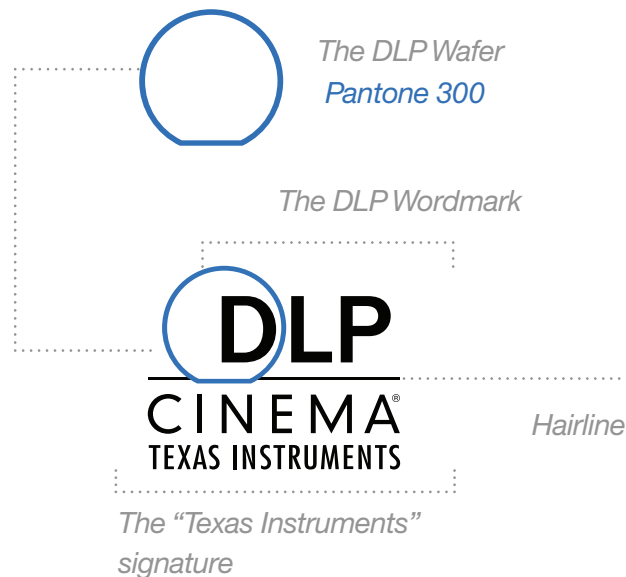 The DLP Wafer
Pantone 300
The DLP Wordmark
DLP
CINEMA®
TEXAS INSTRUMENTS
Hairline
The “Texas Instruments”
signature